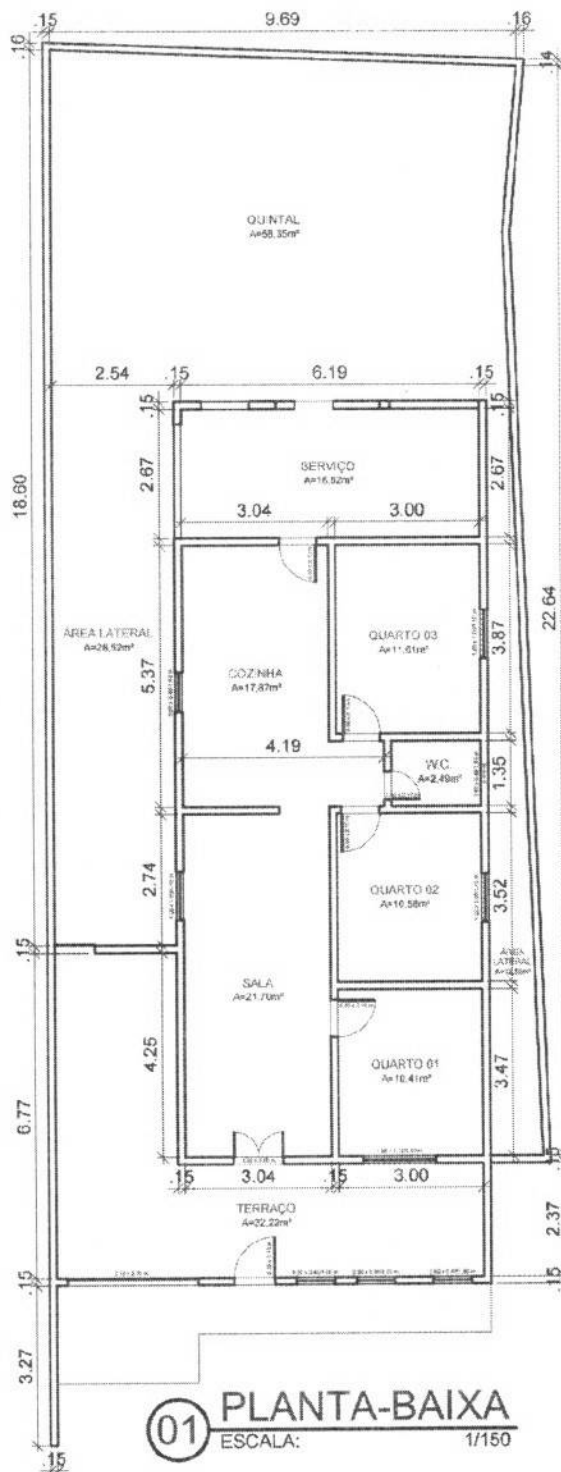 .15
9.69
.16
.16
.14
QUINTAL
A=58,35m²
2.54
.15
6.19
.15
.15
.15
SERVIÇO
A=16,52m²
2.67
2.67
3.04
3.00
18.60
22.64
ÁREA LATERAL
A=28,52m²
5.37
COZINHA
A=17,87m²
QUARTO 03
A=11,61m²
3.87
4.19
W.C.
A=2,49m²
1.35
2.74
QUARTO 02
A=10,58m²
3.52
.15
ÁREA
LATERAL
SALA
A=21,70m²
4.25
QUARTO 01
A=10,41m²
3.47
6.77
.15
.15
3.04
.15
3.00
TERRAÇO
A=22,22m²
2.37
.15
.15
3.27
01
PLANTA-BAIXA
ESCALA:
1/150
.15